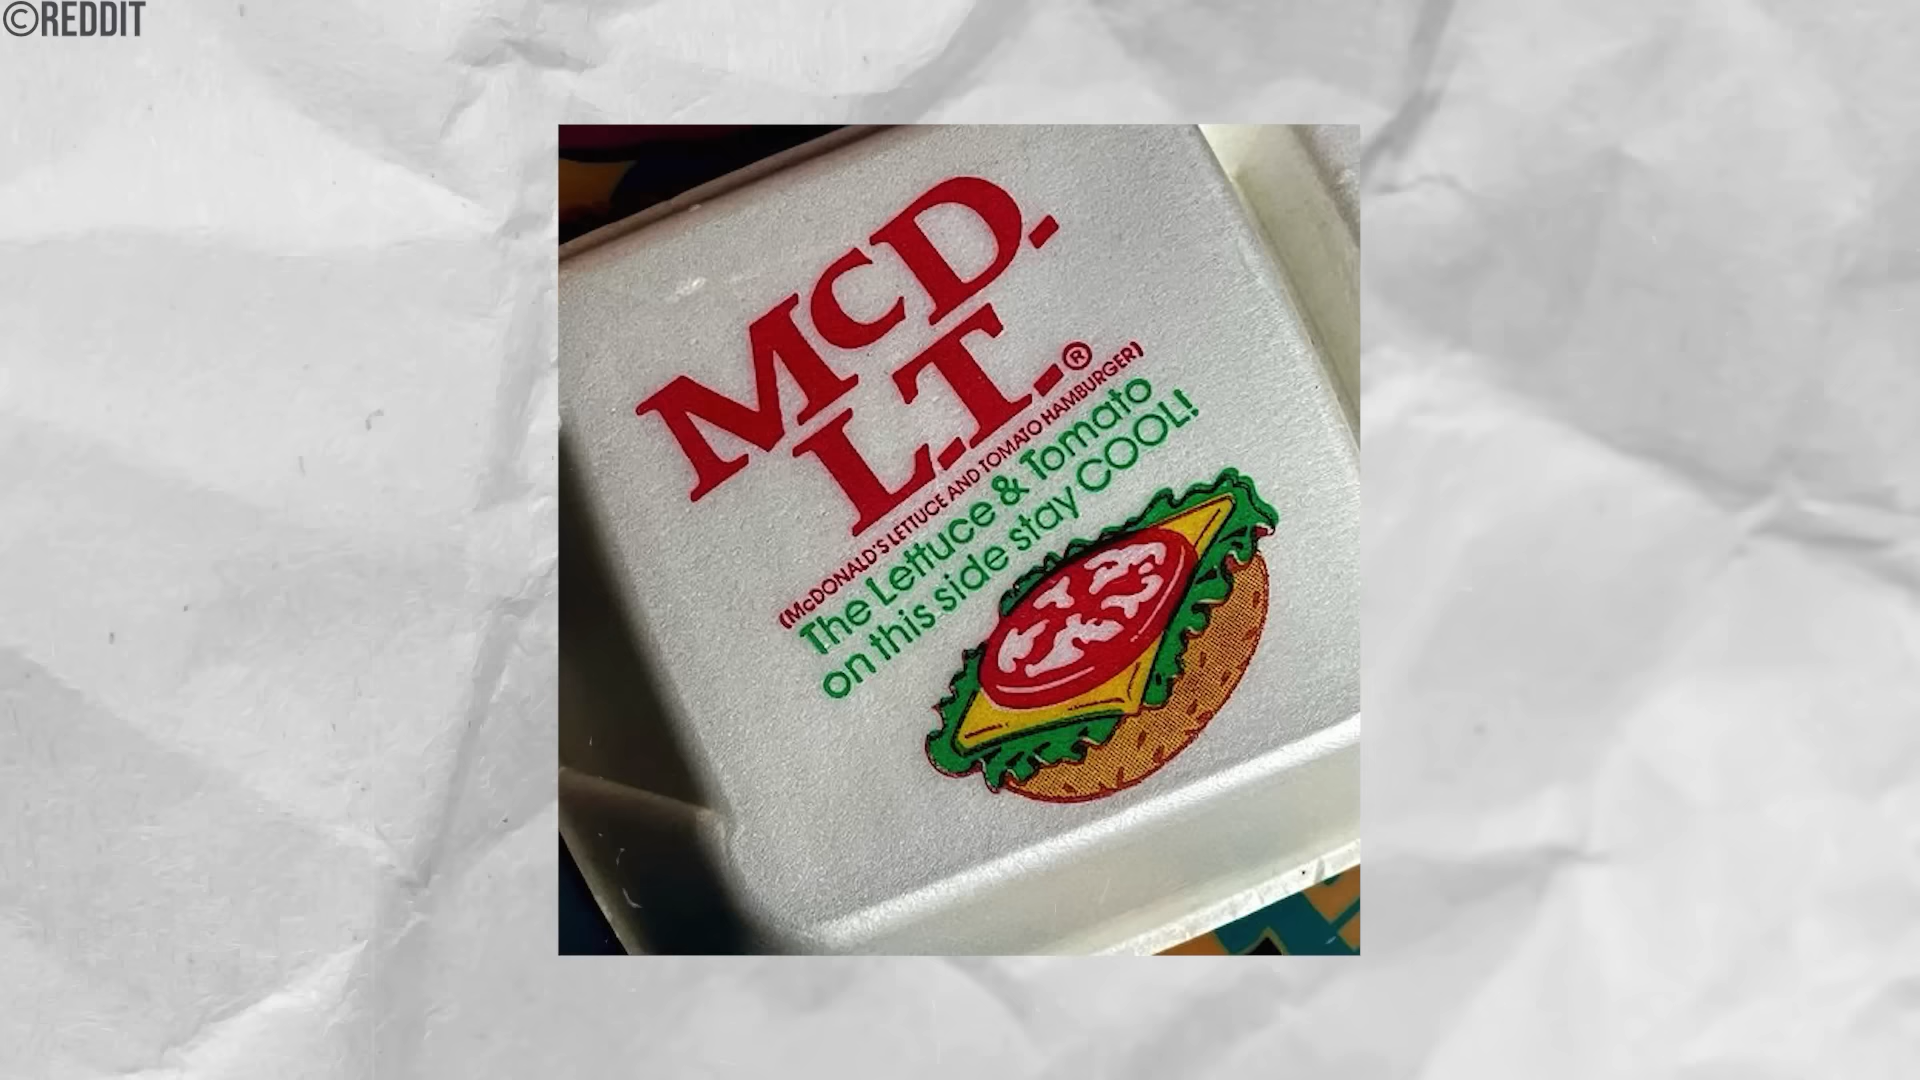 ©REDDIT
McD.
L.T.®
(McDONALD'S LETTUCE AND TOMATO HAMBURGER)
The Lettuce & Tomato
on this side stay COOL!